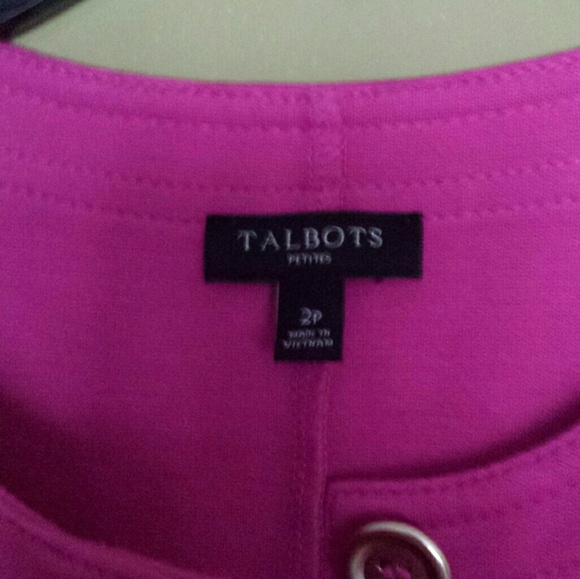 TALBOTS
PETITES
2P
MADE IN
VIETNAM